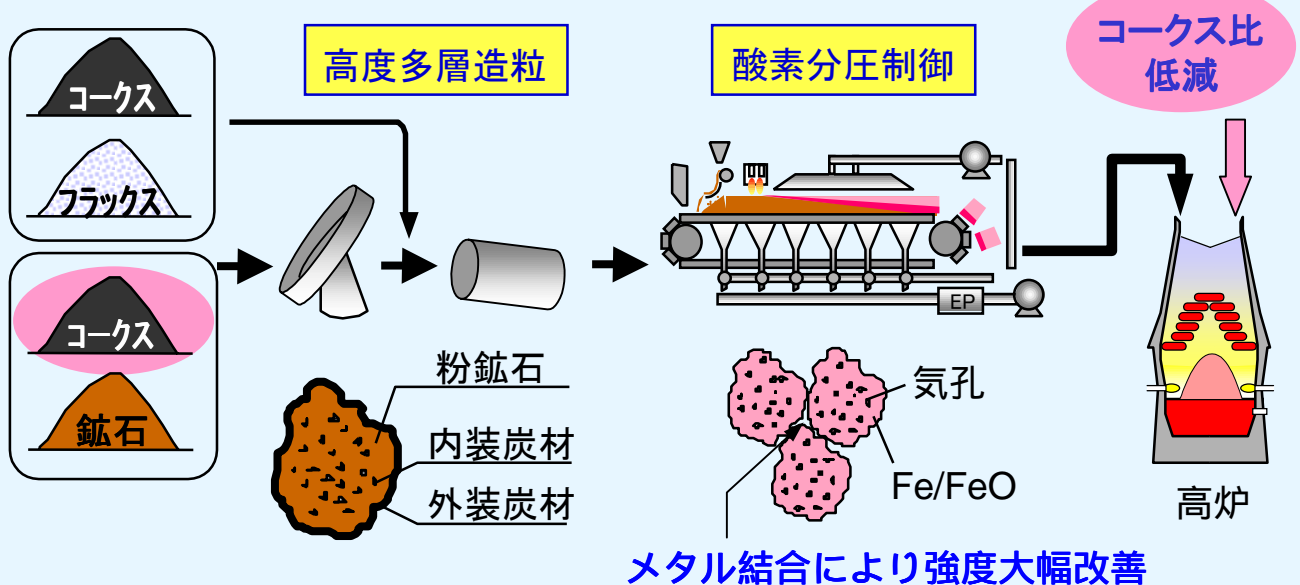 コークス
フラックス
コークス
鉱石
高度多層造粒
酸素分圧制御
コークス比
低減
EP
粉鉱石
内装炭材
外装炭材
気孔
Fe/FeO
高炉
メタル結合により強度大幅改善